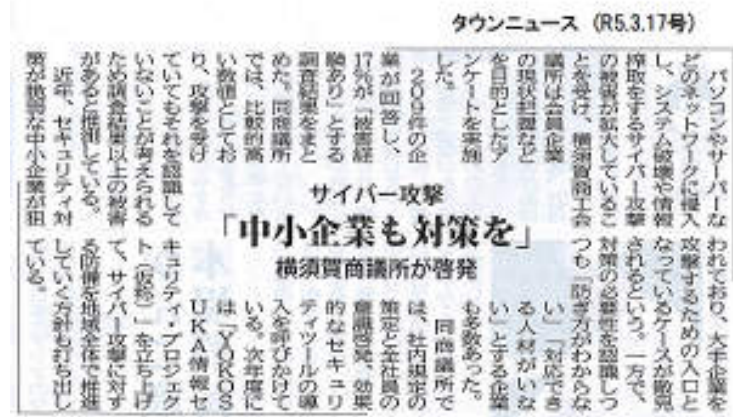 タウンニュース (R5.3.17号)
サイバー攻撃
「中小企業も対策を」
横須賀商議所が啓発
パソコンやサーバーな
どのネットワークに侵入
し、システム破壊や情報
搾取をするサイバー攻撃
の被害が拡大しているこ
とを受け、横須賀商工会
議所は会員企業
の現状把握など
を目的としたア
ンケートを実施
した。
209件の企
業が回答し、
17%が「被害経
験あり」とする
調査結果をまと
めた。同商議所
では、比較的高
い数値としてお
り、攻撃を受け
ていてもそれを認識して
いないことが考えられる
ため調査結果以上の被害
があると推測している。
近年、セキュリティ対
策が脆弱な中小企業が狙
われており、大手企業を
攻撃するための入口と
なっているケースが散見
されるという。一方で、
対策の必要性を認識しつ
つも「防ぎ方がわからな
い」「対応でき
る人材がいな
い」とする企業
も多数あった。
同商議所で
は、社内規定の
策定と全社員の
意識啓発、効果
的なセキュリ
ティツールの導
入を呼びかけて
いる。次年度に
は「YOKOS
UKA情報セ
キュリティ・プロジェク
ト(仮称)」を立ち上げ
て、サイバー攻撃に対す
る防備を地域全体で推進
していく方針も打ち出し
ている。